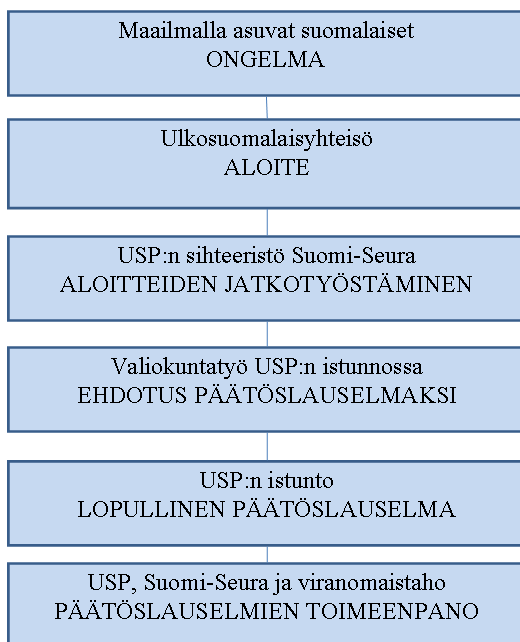 Maailmalla asuvat suomalaiset
ONGELMA
Ulkosuomalaisyhteisö
ALOITE
USP:n sihteeristö Suomi-Seura
ALOITTEIDEN JATKOTYÖSTÄMINEN
Valiokuntatyö USP:n istunnossa
EHDOTUS PÄÄTÖSLAUSELMAKSI
USP:n istunto
LOPULLINEN PÄÄTÖSLAUSELMA
USP, Suomi-Seura ja viranomaistaho
PÄÄTÖSLAUSELMIEN TOIMEENPANO